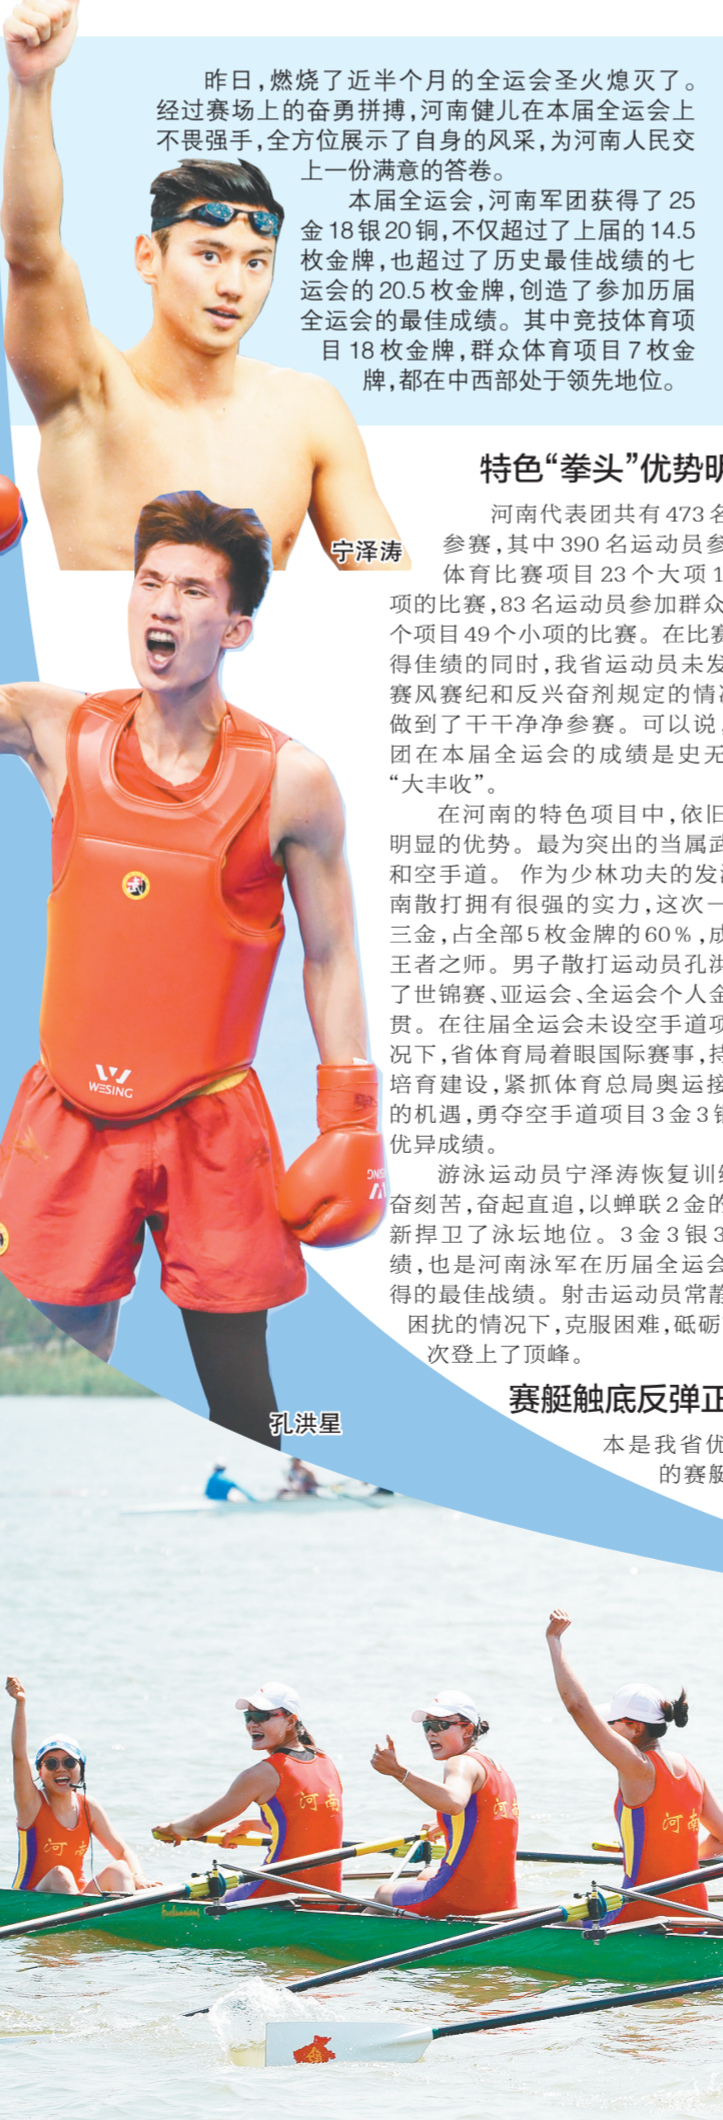 昨日,燃烧了近半个月的全运会圣火熄灭了。
经过赛场上的奋勇拼搏,河南健儿在本届全运会上
不畏强手,全方位展示了自身的风采,为河南人民交
上一份满意的答卷。
本届全运会,河南军团获得了25
金18银20铜,不仅超过了上届的14.5
枚金牌,也超过了历史最佳战绩的七
运会的20.5枚金牌,创造了参加历届
全运会的最佳成绩。其中竞技体育项
目18枚金牌,群众体育项目7枚金
牌,都在中西部处于领先地位。
宁泽涛
特色“拳头”优势明
河南代表团共有473名
参赛,其中390名运动员参
体育比赛项目23个大项1
项的比赛,83名运动员参加群众
个项目49个小项的比赛。在比赛
得佳绩的同时,我省运动员未发
赛风赛纪和反兴奋剂规定的情况
做到了干干净净参赛。可以说,
团在本届全运会的成绩是史无
“大丰收”。
在河南的特色项目中,依旧
明显的优势。最为突出的当属武
和空手道。 作为少林功夫的发源
南散打拥有很强的实力,这次一
三金,占全部5枚金牌的60%,成
王者之师。男子散打运动员孔洪
了世锦赛、亚运会、全运会个人金
贯。在往届全运会未设空手道项
况下,省体育局着眼国际赛事,持
培育建设,紧抓体育总局奥运接
的机遇,勇夺空手道项目3金3银
优异成绩。
游泳运动员宁泽涛恢复训练
奋刻苦,奋起直追,以蝉联2金的
新捍卫了泳坛地位。3金3银3
绩,也是河南泳军在历届全运会
得的最佳战绩。射击运动员常静
困扰的情况下,克服困难,砥砺
次登上了顶峰。
WESING
孔洪星
赛艇触底反弹正
本是我省优
的赛艇
河南
河南
河南
河南